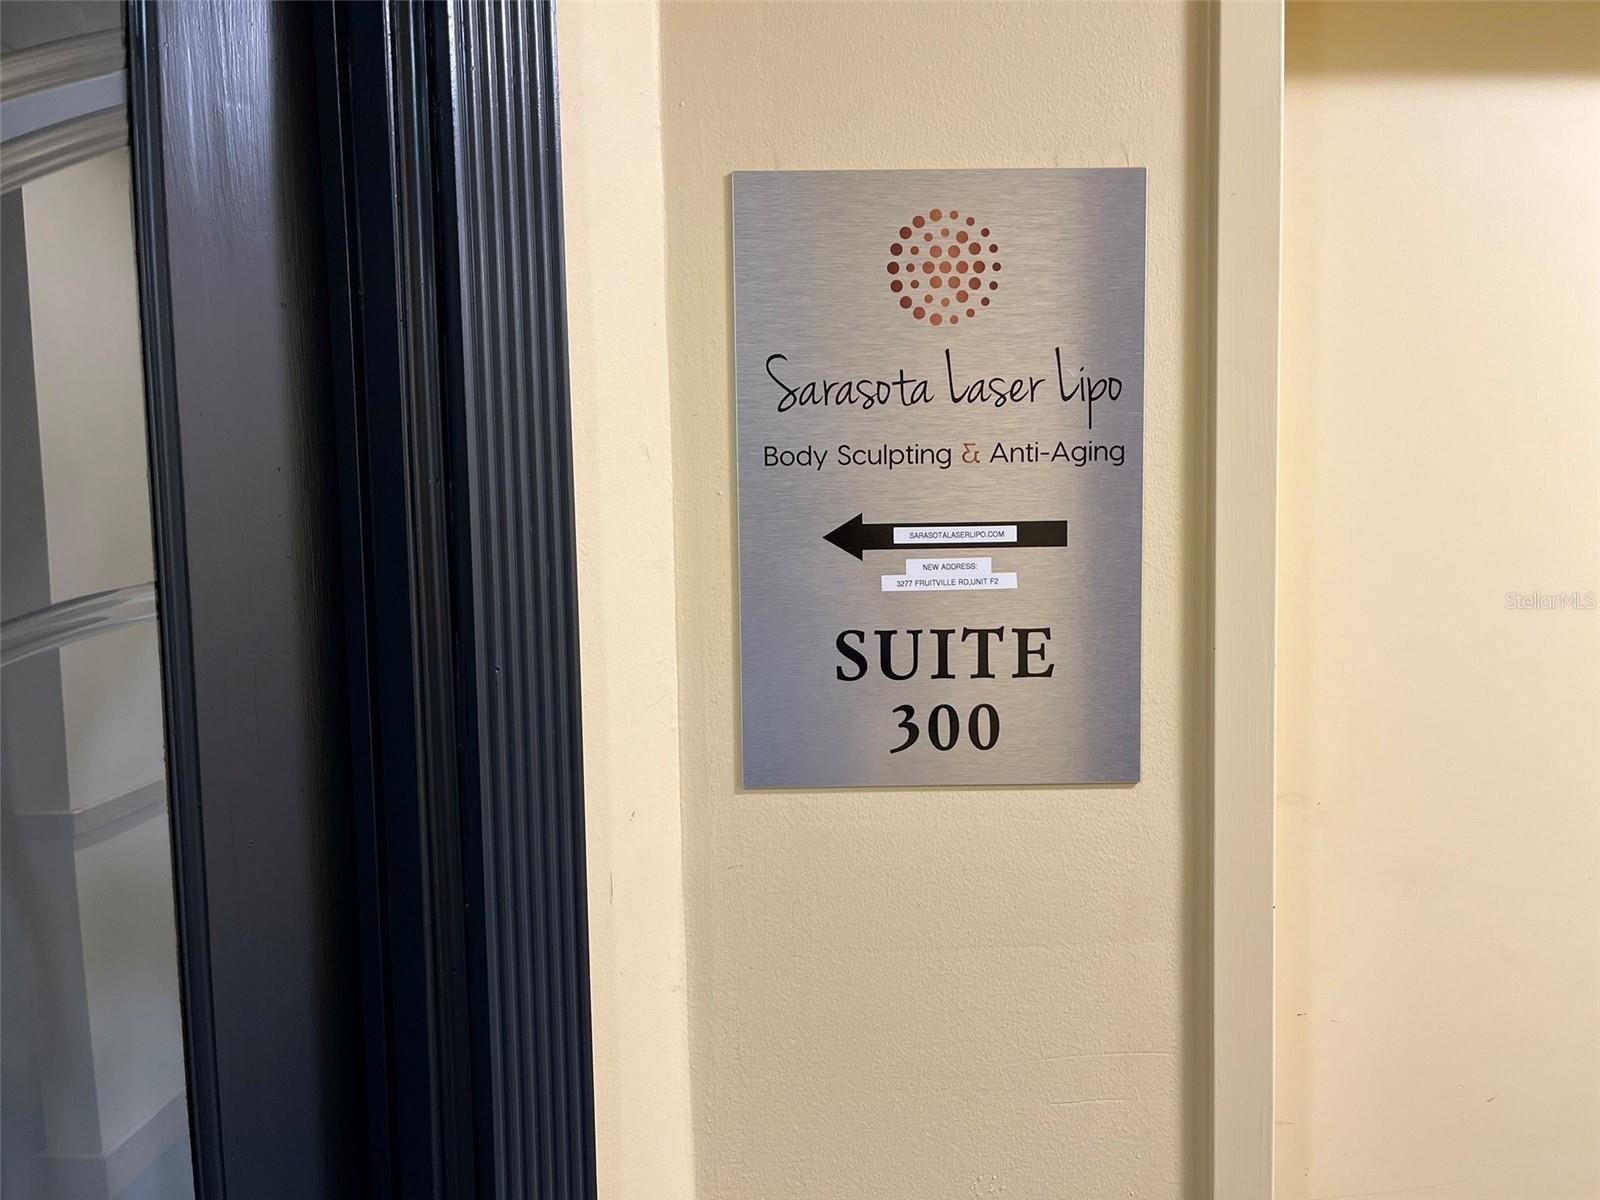 Sarasota Laser Lipo
Body Sculpting & Anti-Aging
SARASOTALASERLIPO.COM
NEW ADDRESS:
3277 FRUITVILLE RD,UNIT F2
SUITE
300
StellarMLS